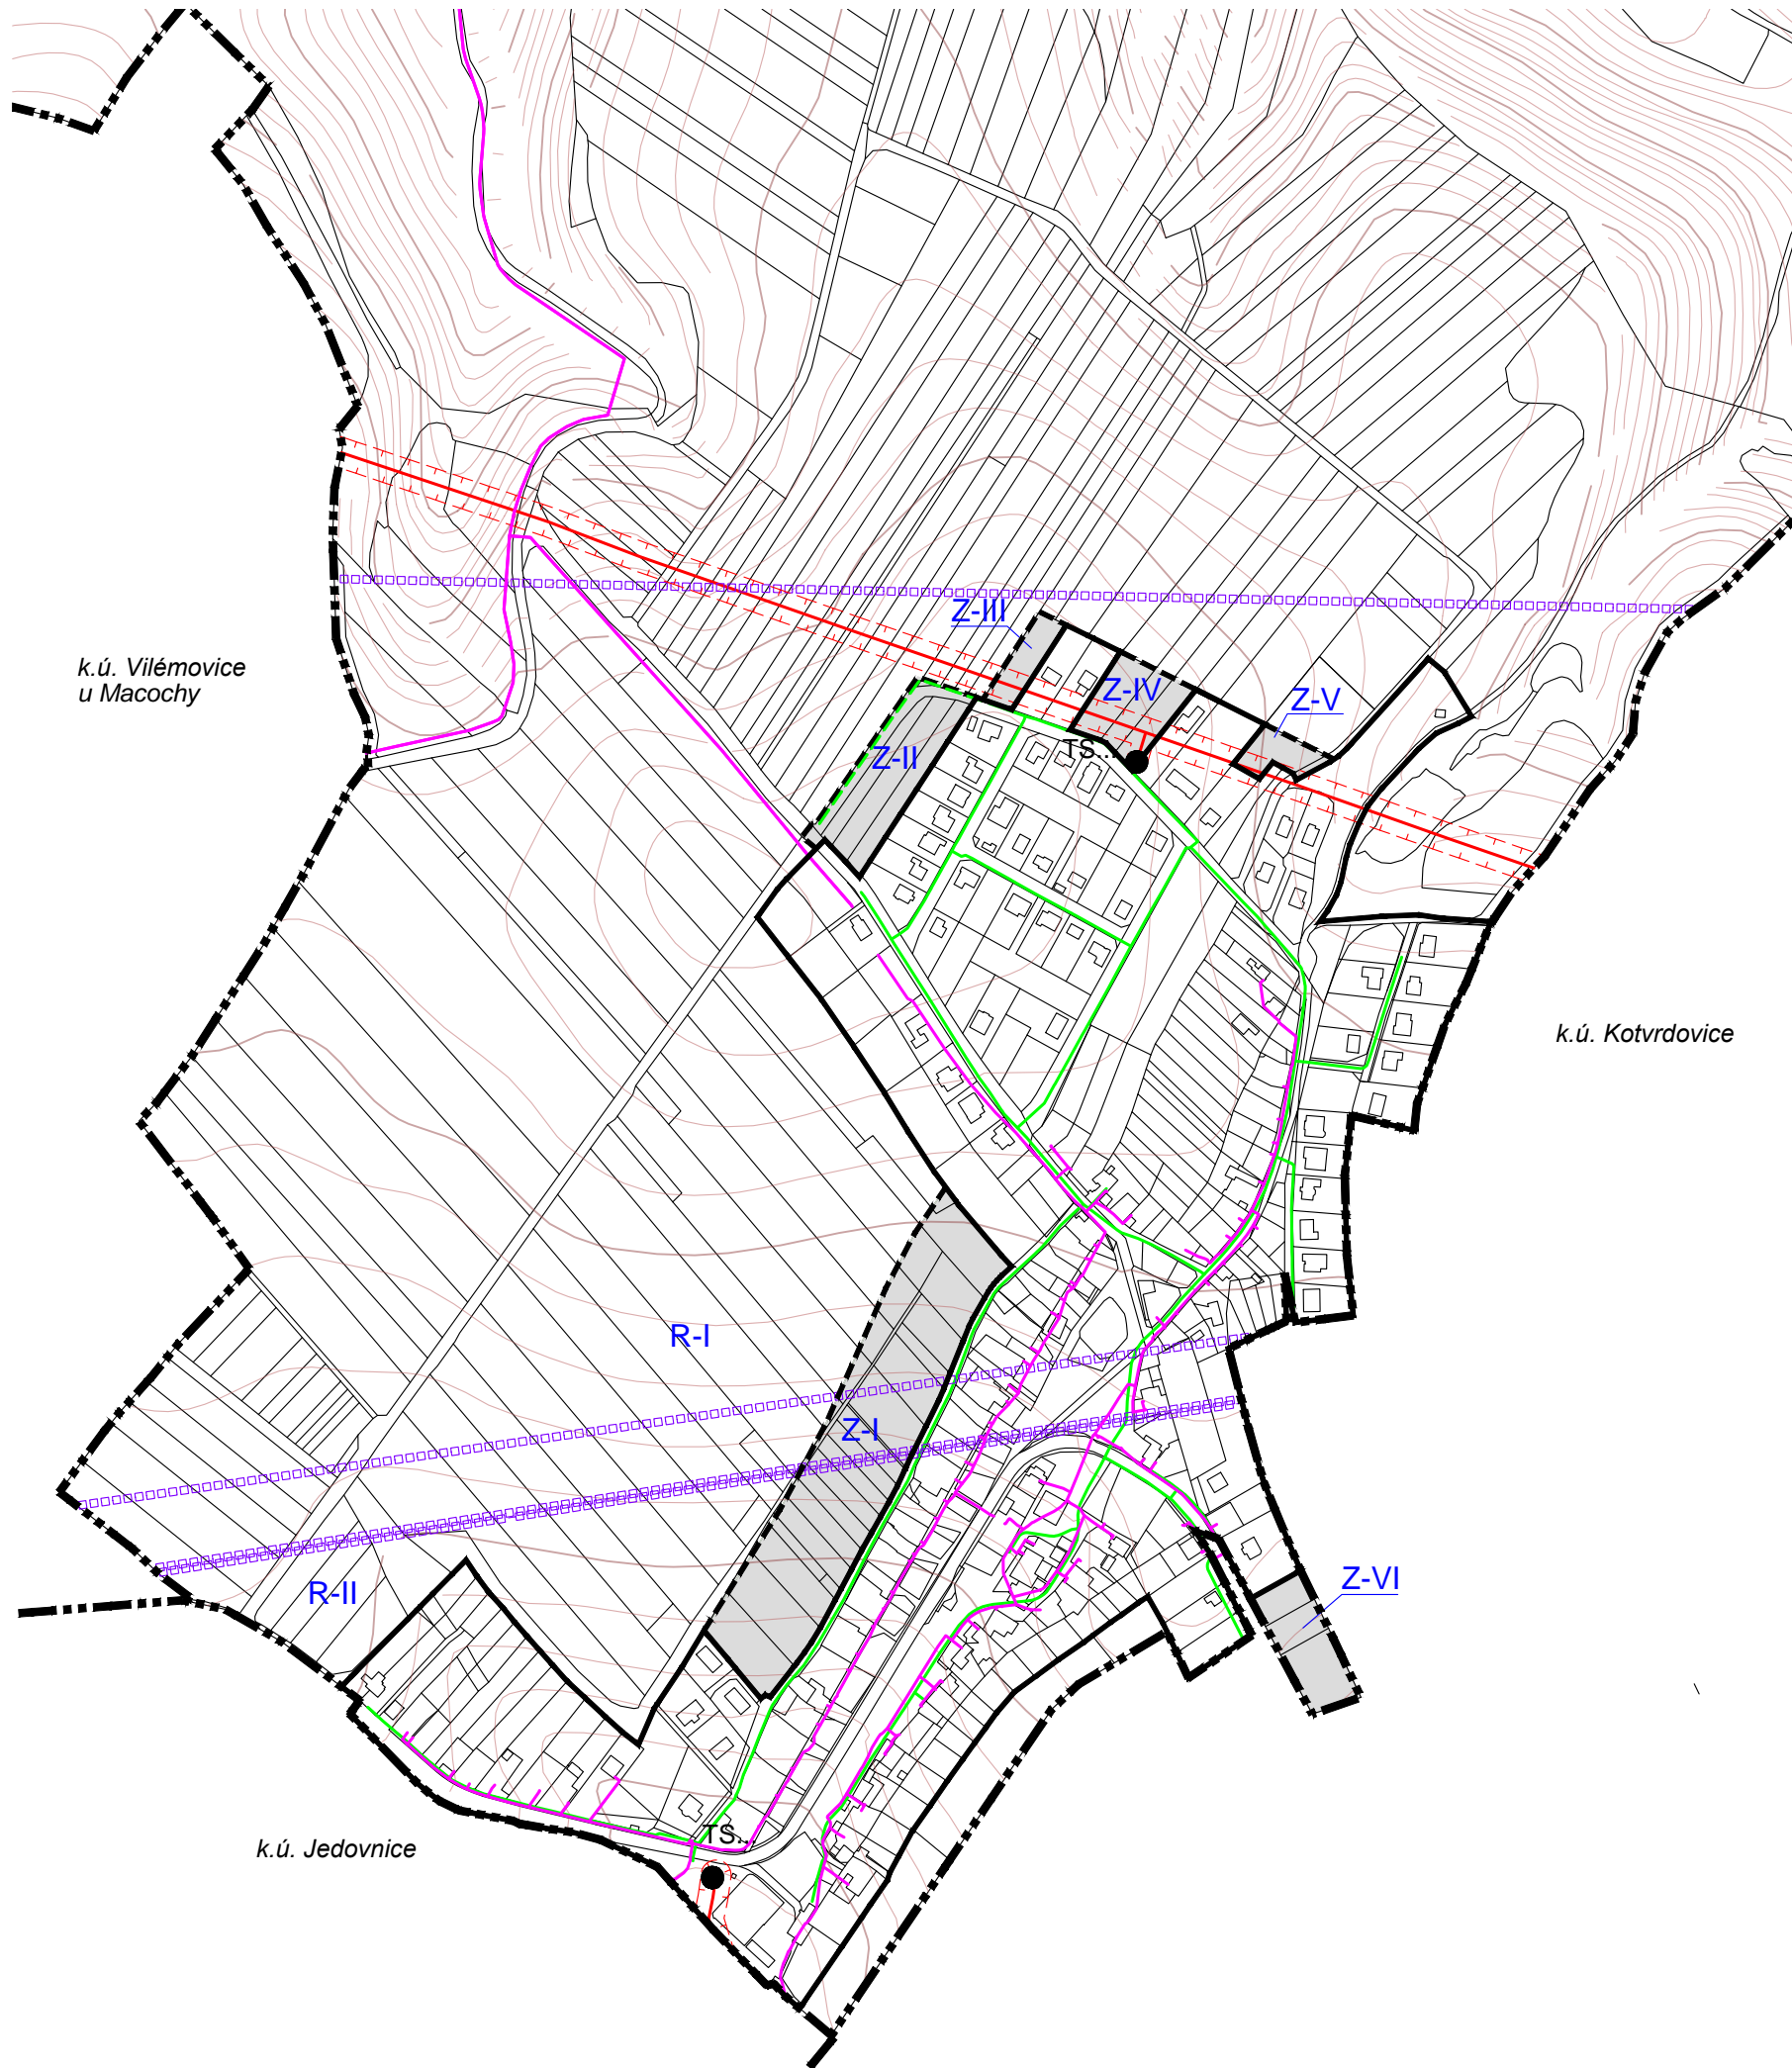 Z-III
k.ú. Vilémovice
u Macochy
Z-IV
Z-V
TS...
Z-II
k.ú. Kotvrdovice
R-I
Z-I
R-II
Z-VI
TS...
k.ú. Jedovnice